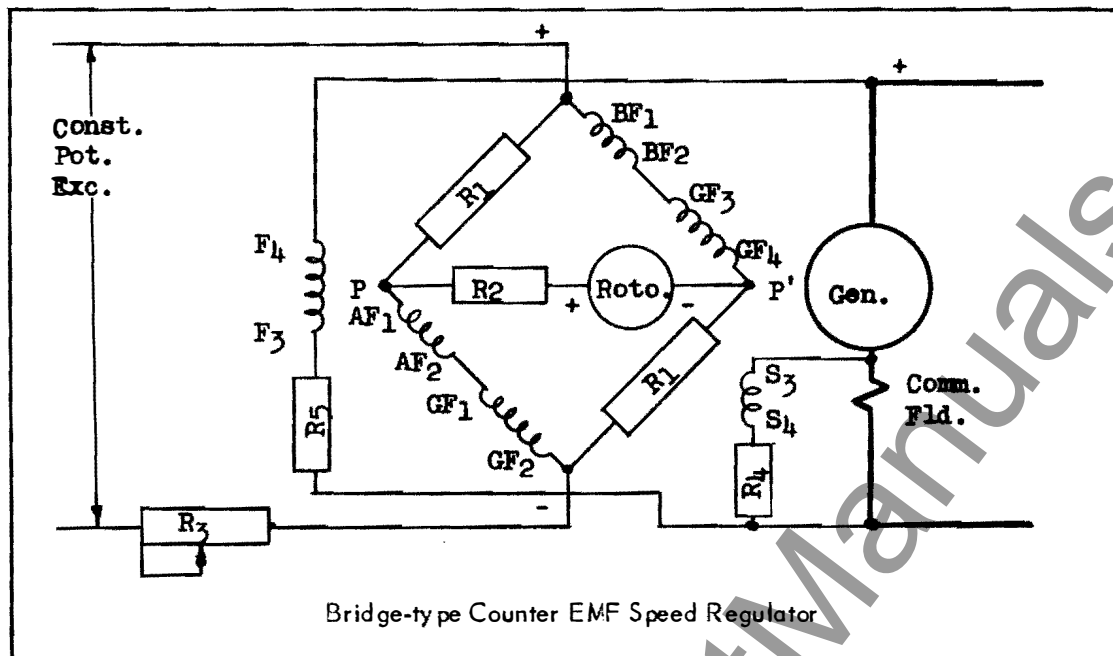 +
+
Const.
Pot.
Exc.
BF1
BF2
R1
GF3
GF4
F4
F3
P
R2
+
Roto.
-
P'
Gen.
AF1
AF2
GF1
GF2
R1
S3
S4
Comm.
Fld.
R5
R4
-
R3
Bridge-type Counter EMF Speed Regulator
tManuals